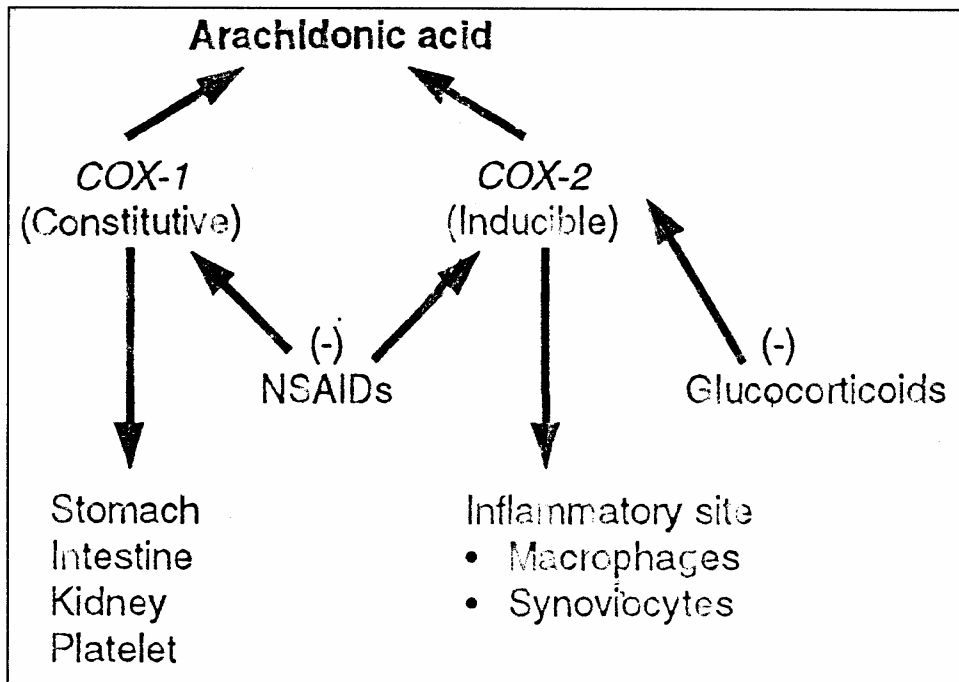 Arachidonic acid
COX-1
(Constitutive)
COX-2
(Inducible)
(-)
NSAIDs
(-)
Glucocorticoids
Stomach
Intestine
Kidney
Platelet
Inflammatory site
• Macrophages
• Synoviocytes